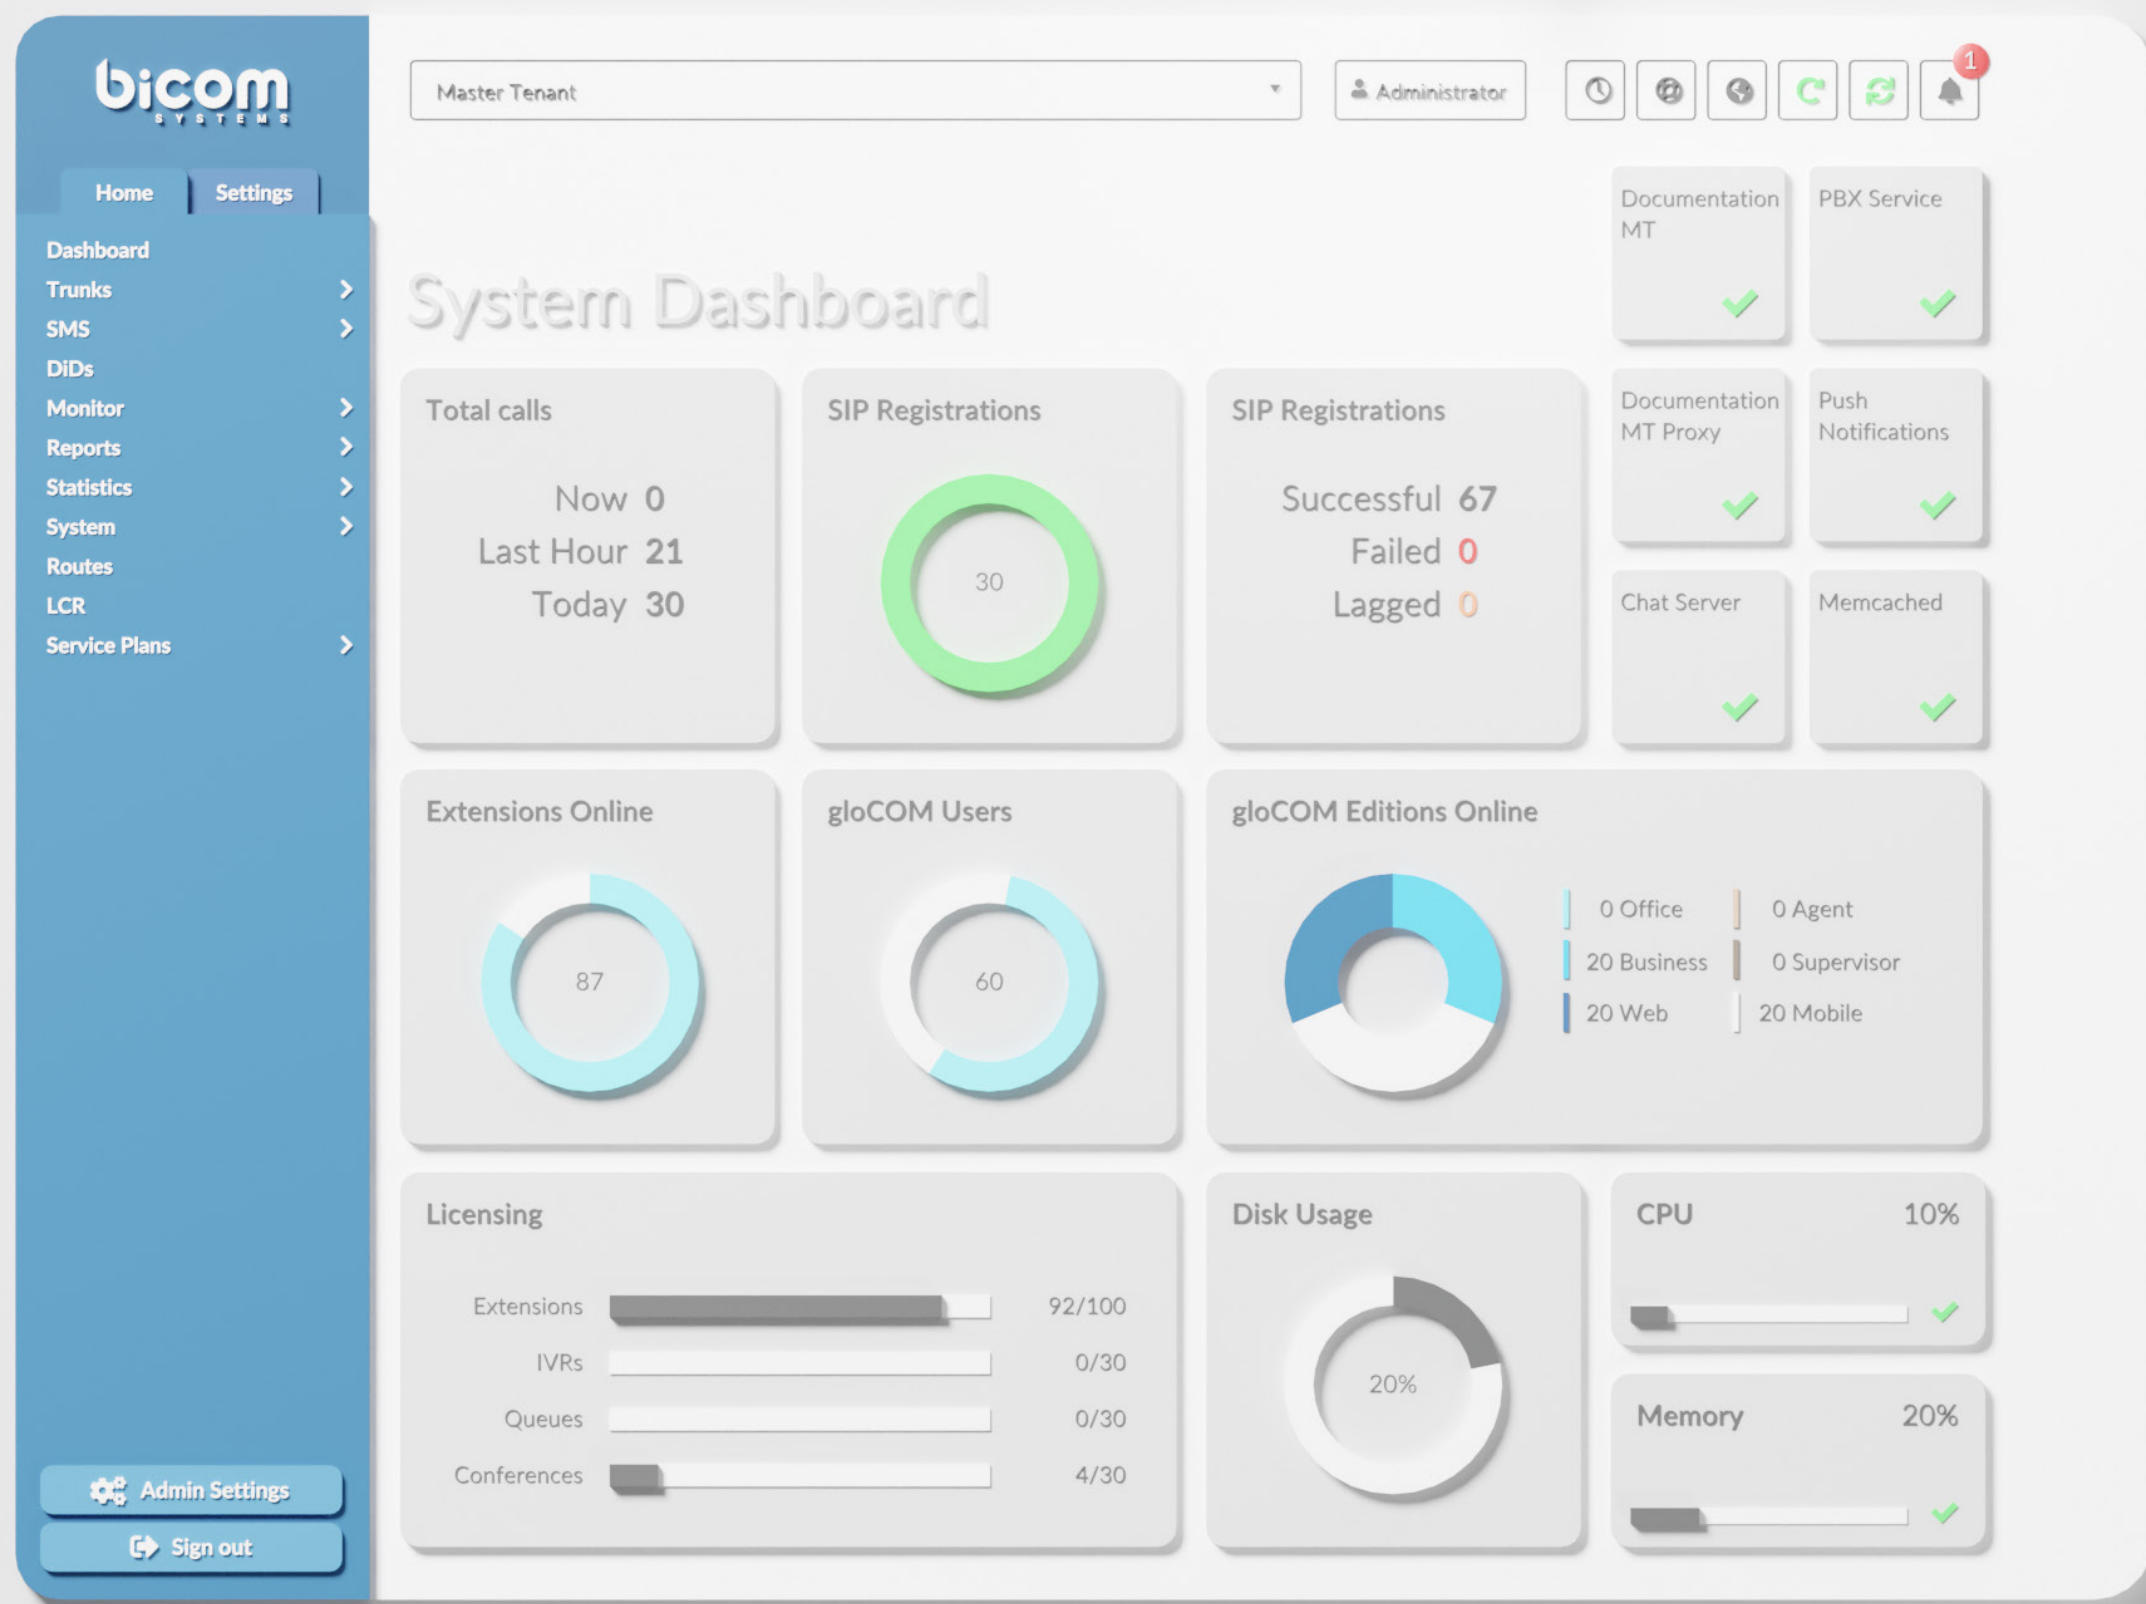 bicom
SYSTEMS
Home
Settings
Dashboard
Trunks
SMS
DiDs
Monitor
Reports
Statistics
System
Routes
LCR
Service Plans
Admin Settings
Sign out
Master Tenant
Administrator
1
System Dashboard
Documentation
MT
PBX Service
Total calls
Now 0
Last Hour 21
Today 30
SIP Registrations
30
SIP Registrations
Successful 67
Failed 0
Lagged 0
Documentation
MT Proxy
Push
Notifications
Chat Server
Memcached
Extensions Online
87
gloCOM Users
60
gloCOM Editions Online
0 Office
0 Agent
20 Business
0 Supervisor
20 Web
20 Mobile
Licensing
Extensions 92/100
IVRs 0/30
Queues 0/30
Conferences 4/30
Disk Usage
20%
CPU 10%
Memory 20%